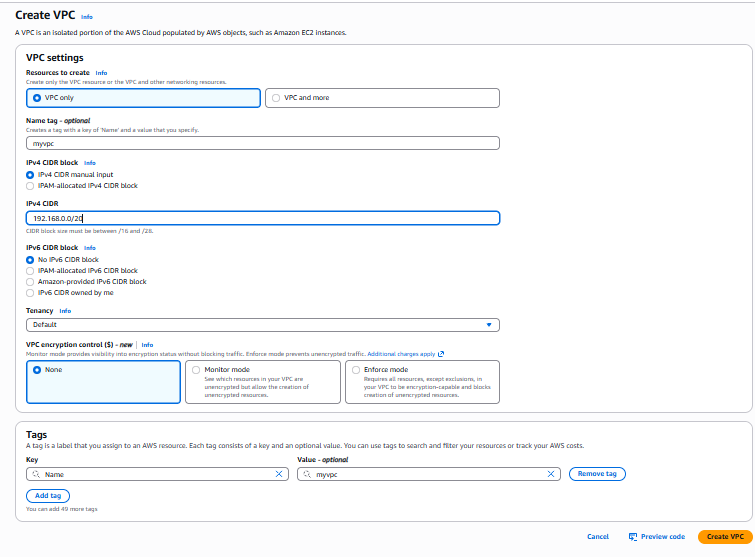 Create VPC Info
A VPC is an isolated portion of the AWS Cloud populated by AWS objects, such as Amazon EC2 instances.
VPC settings
Resources to create Info
Create only the VPC resource or the VPC and other networking resources.
VPC only
VPC and more
Name tag - optional
Creates a tag with a key of 'Name' and a value that you specify.
myvpc
IPv4 CIDR block Info
IPv4 CIDR manual input
IPAM-allocated IPv4 CIDR block
IPv4 CIDR
192.168.0.0/20
CIDR block size must be between /16 and /28.
IPv6 CIDR block Info
No IPv6 CIDR block
IPAM-allocated IPv6 CIDR block
Amazon-provided IPv6 CIDR block
IPv6 CIDR owned by me
Tenancy Info
Default
VPC encryption control ($) - new | Info
Monitor mode provides visibility into encryption status without blocking traffic. Enforce mode prevents unencrypted traffic. Additional charges apply
None
Monitor mode
See which resources in your VPC are
unencrypted but allow the creation of
unencrypted resources.
Enforce mode
Requires all resources, except exclusions, in
your VPC to be encryption-capable and blocks
creation of unencrypted resources.
Tags
A tag is a label that you assign to an AWS resource. Each tag consists of a key and an optional value. You can use tags to search and filter your resources or track your AWS costs.
Key
Value - optional
Name
myvpc
Remove tag
Add tag
You can add 49 more tags
Cancel
Preview code
Create VPC